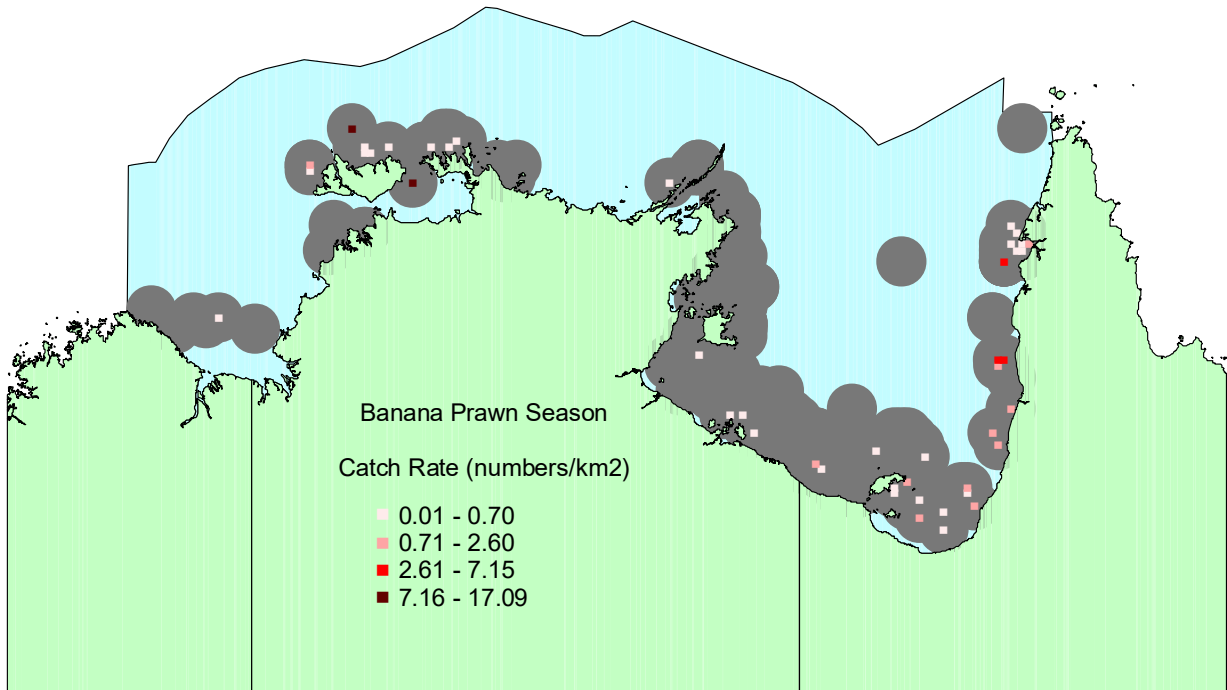 Banana Prawn Season
Catch Rate (numbers/km2)
0.01 - 0.70
0.71 - 2.60
2.61 - 7.15
7.16 - 17.09